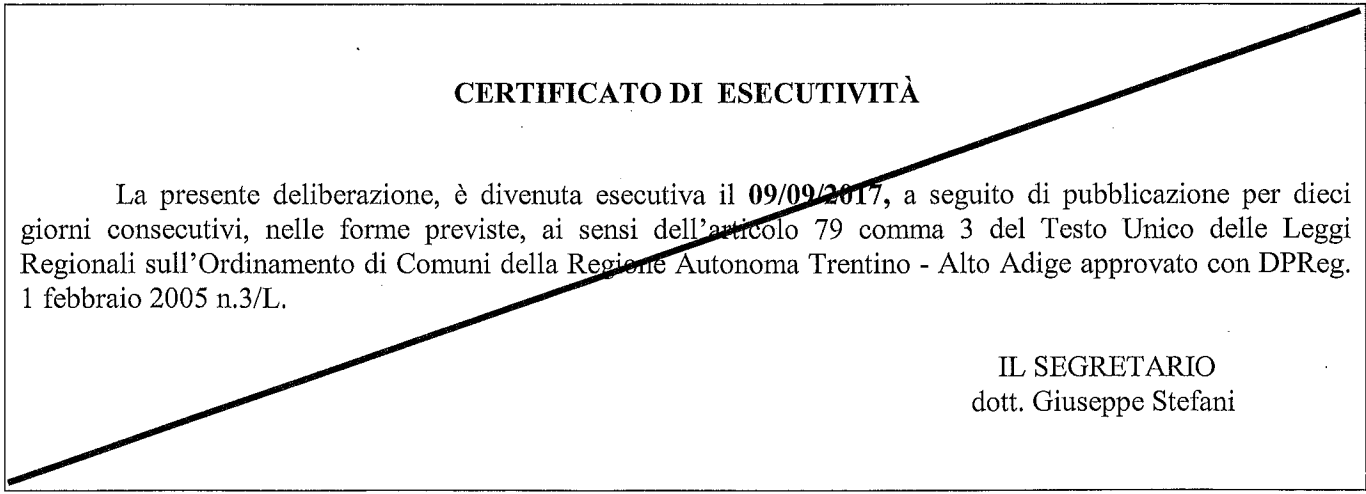 CERTIFICATO DI ESECUTIVITÀ
La presente deliberazione, è divenuta esecutiva il 09/09/2017, a seguito di pubblicazione per dieci
giorni consecutivi, nelle forme previste, ai sensi dell'articolo 79 comma 3 del Testo Unico delle Leggi
Regionali sull'Ordinamento di Comuni della Regione Autonoma Trentino - Alto Adige approvato con DPReg.
1 febbraio 2005 n.3/L.
IL SEGRETARIO
dott. Giuseppe Stefani